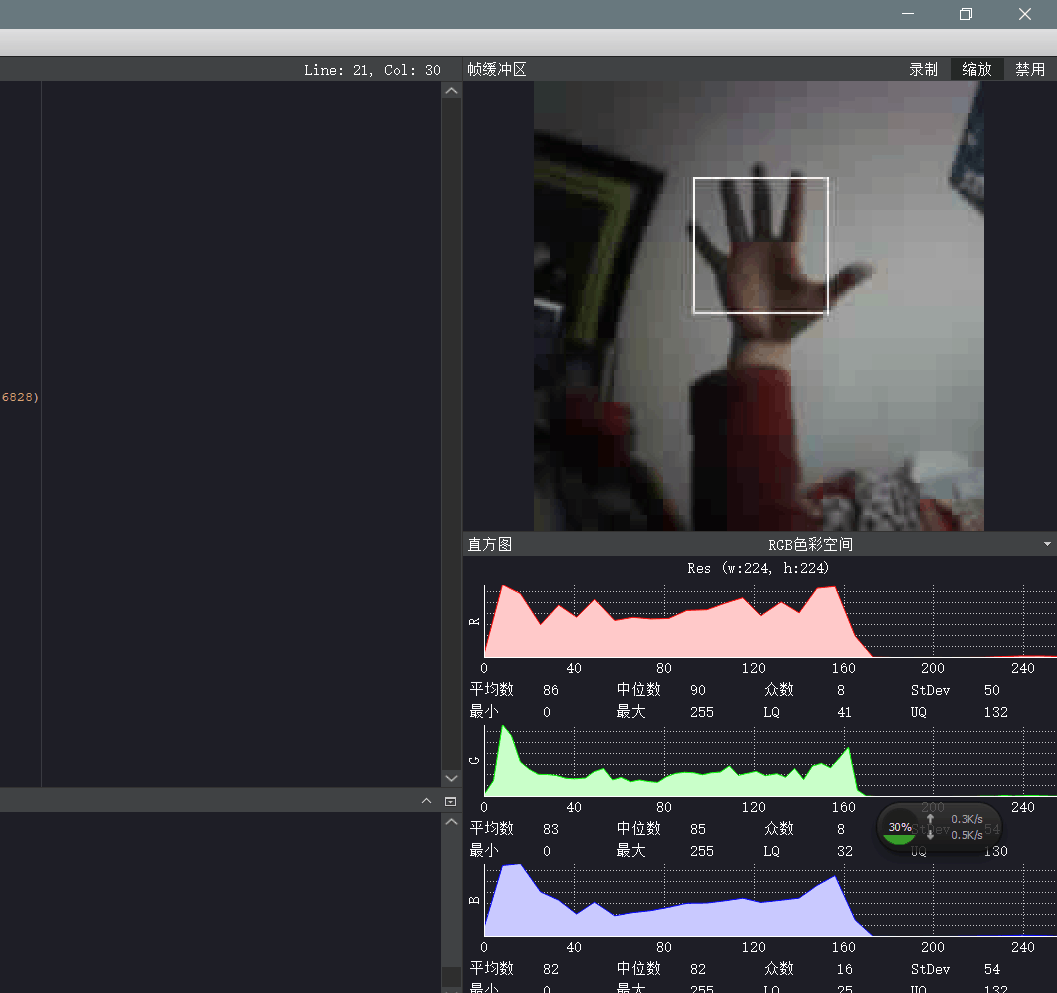 Line: 21, Col: 30 帧缓冲区 录制 缩放 禁用
6828)
直方图 RGB色彩空间
Res (w:224, h:224)
R
0 40 80 120 160 200 240
平均数 86 中位数 90 众数 8 StDev 50
最小 0 最大 255 LQ 41 UQ 132
G
0 40 80 120 160 200 240
平均数 83 中位数 85 众数 8 StDev 54
最小 0 最大 255 LQ 32 UQ 130
30% 0.3K/s
0.5K/s
B
0 40 80 120 160 200 240
平均数 82 中位数 82 众数 16 StDev 54
最小 0 最大 255 LQ 25 UQ 132